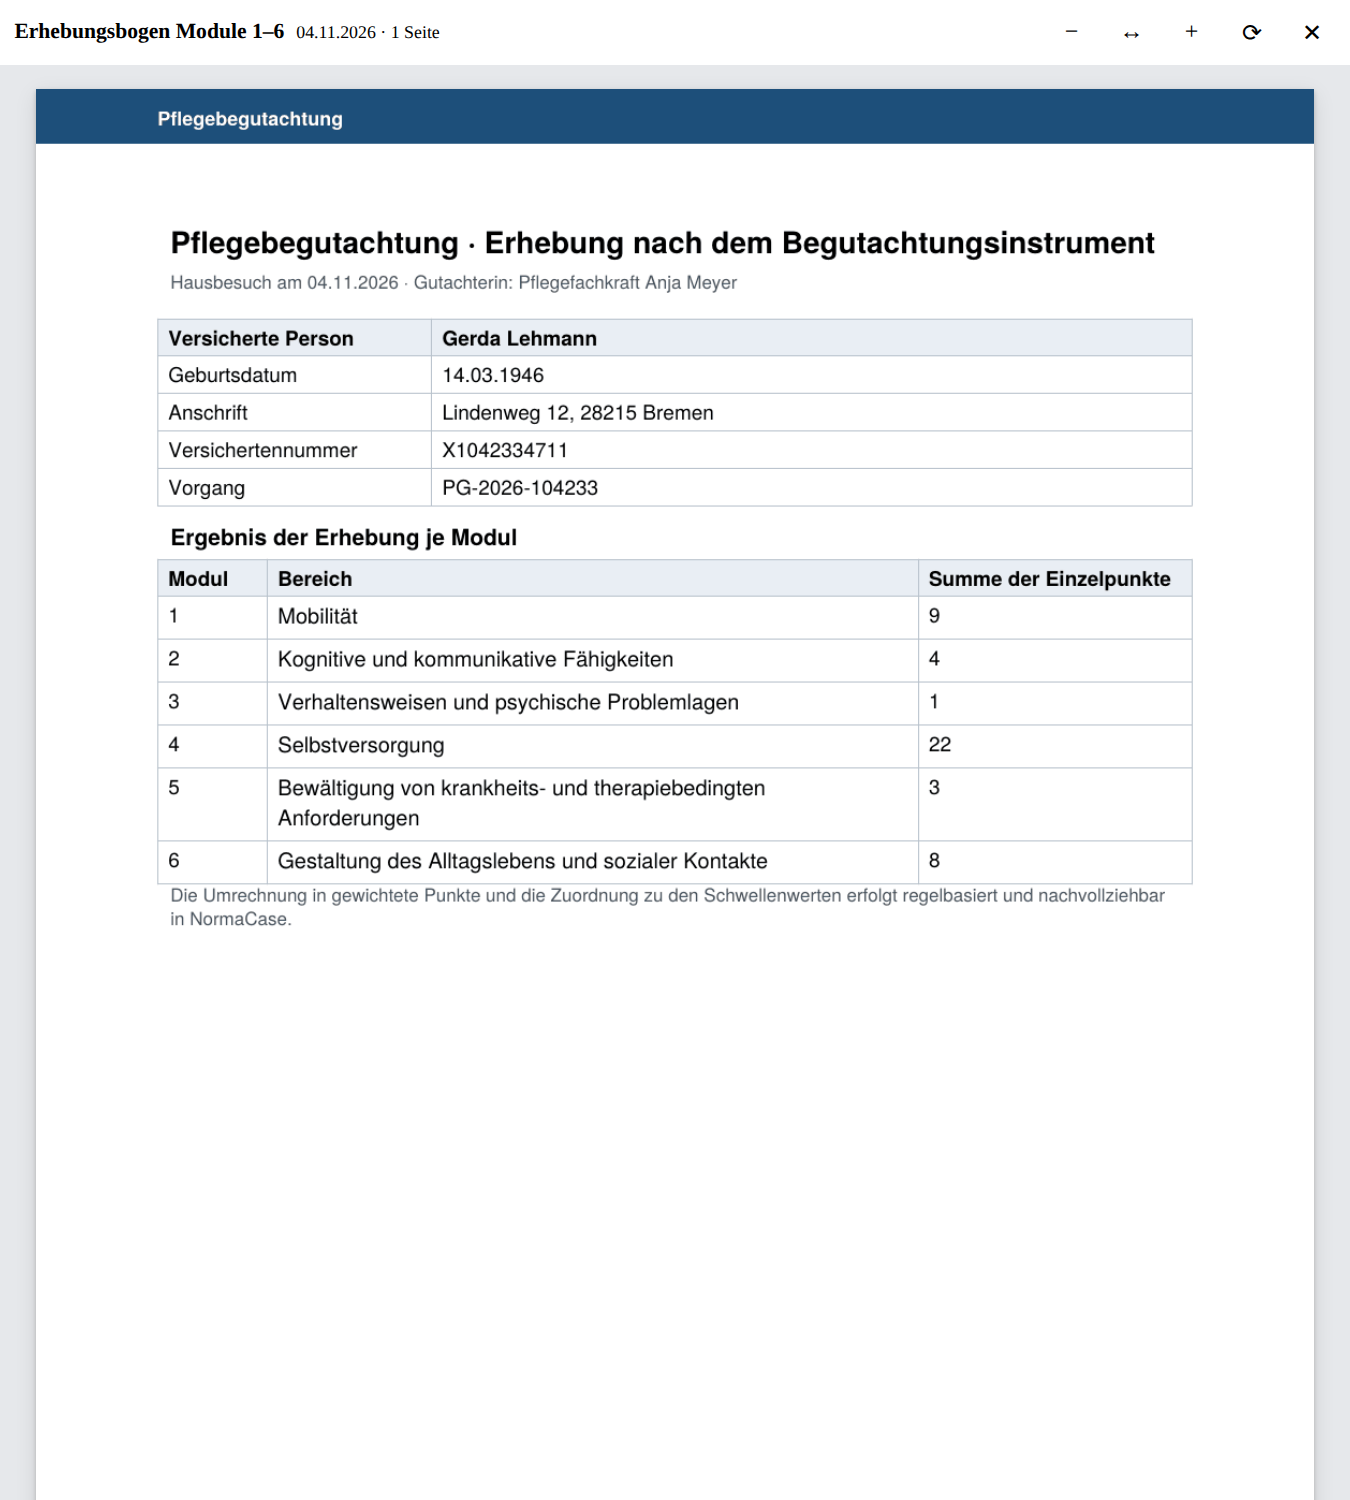 Erhebungsbogen Module 1–6 04.11.2026 · 1 Seite
− ↔ + ⟳ ✕
Pflegebegutachtung
Pflegebegutachtung · Erhebung nach dem Begutachtungsinstrument
Hausbesuch am 04.11.2026 · Gutachterin: Pflegefachkraft Anja Meyer
Versicherte Person Gerda Lehmann
Geburtsdatum 14.03.1946
Anschrift Lindenweg 12, 28215 Bremen
Versichertennummer X1042334711
Vorgang PG-2026-104233
Ergebnis der Erhebung je Modul
Modul Bereich Summe der Einzelpunkte
1 Mobilität 9
2 Kognitive und kommunikative Fähigkeiten 4
3 Verhaltensweisen und psychische Problemlagen 1
4 Selbstversorgung 22
5 Bewältigung von krankheits- und therapiebedingten 3
Anforderungen
6 Gestaltung des Alltagslebens und sozialer Kontakte 8
Die Umrechnung in gewichtete Punkte und die Zuordnung zu den Schwellenwerten erfolgt regelbasiert und nachvollziehbar
in NormaCase.